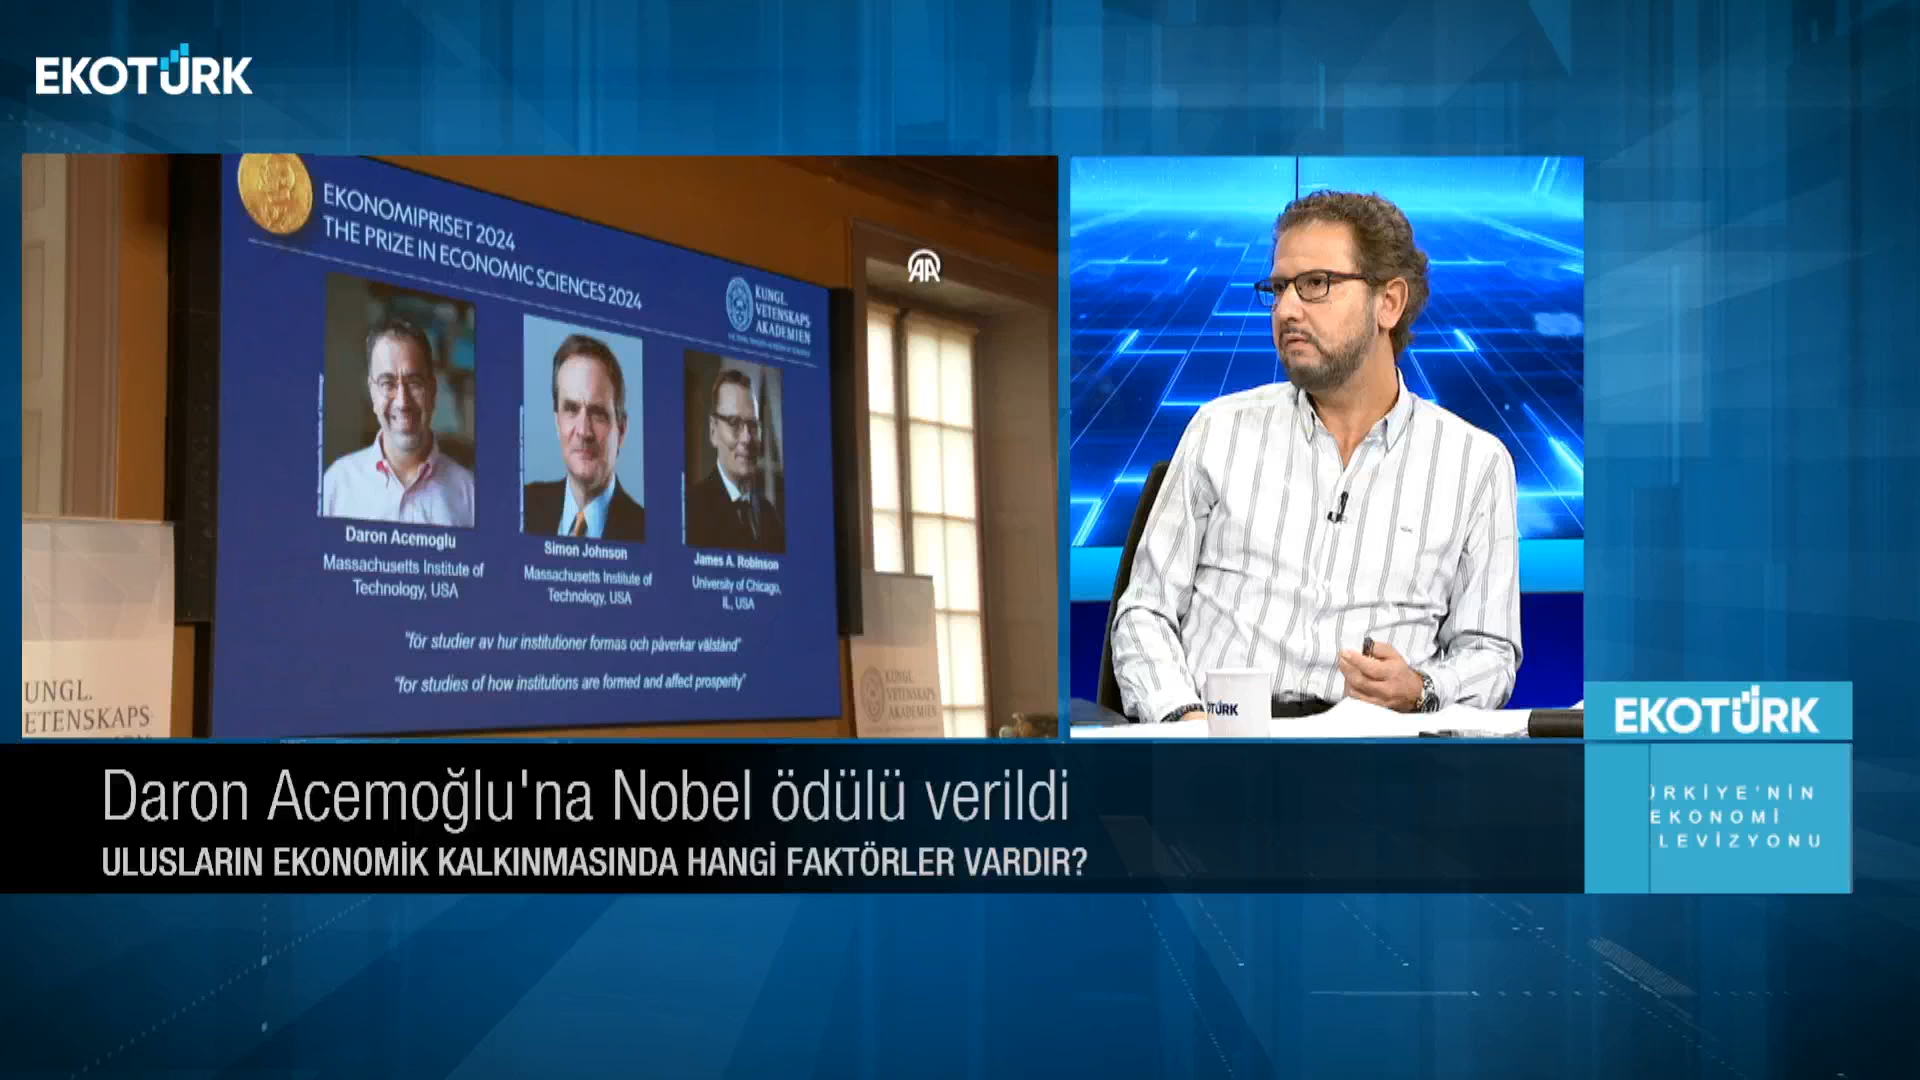 EKOTÜRK
EKONOMIPRISET 2024
THE PRIZE IN ECONOMIC SCIENCES 2024
KUNGL.
VETENSKAPS
AKADEMIEN
AA
Daron Acemoglu
Massachusetts Institute of
Technology, USA
Simon Johnson
Massachusetts Institute of
Technology, USA
James A. Robinson
University of Chicago,
IL, USA
"för studier av hur institutioner formas och påverkar välstånd"
"for studies of how institutions are formed and affect prosperity"
UNGL.
ETENSKAPS
KUNGL.
VETENSKAPS
AKADEMIEN
OTÜRK
EKOTÜRK
Daron Acemoğlu'na Nobel ödülü verildi
ULUSLARIN EKONOMİK KALKINMASINDA HANGİ FAKTÖRLER VARDIR?
ÜRKİYE'NİN
EKONOMİ
LEVİZYONU